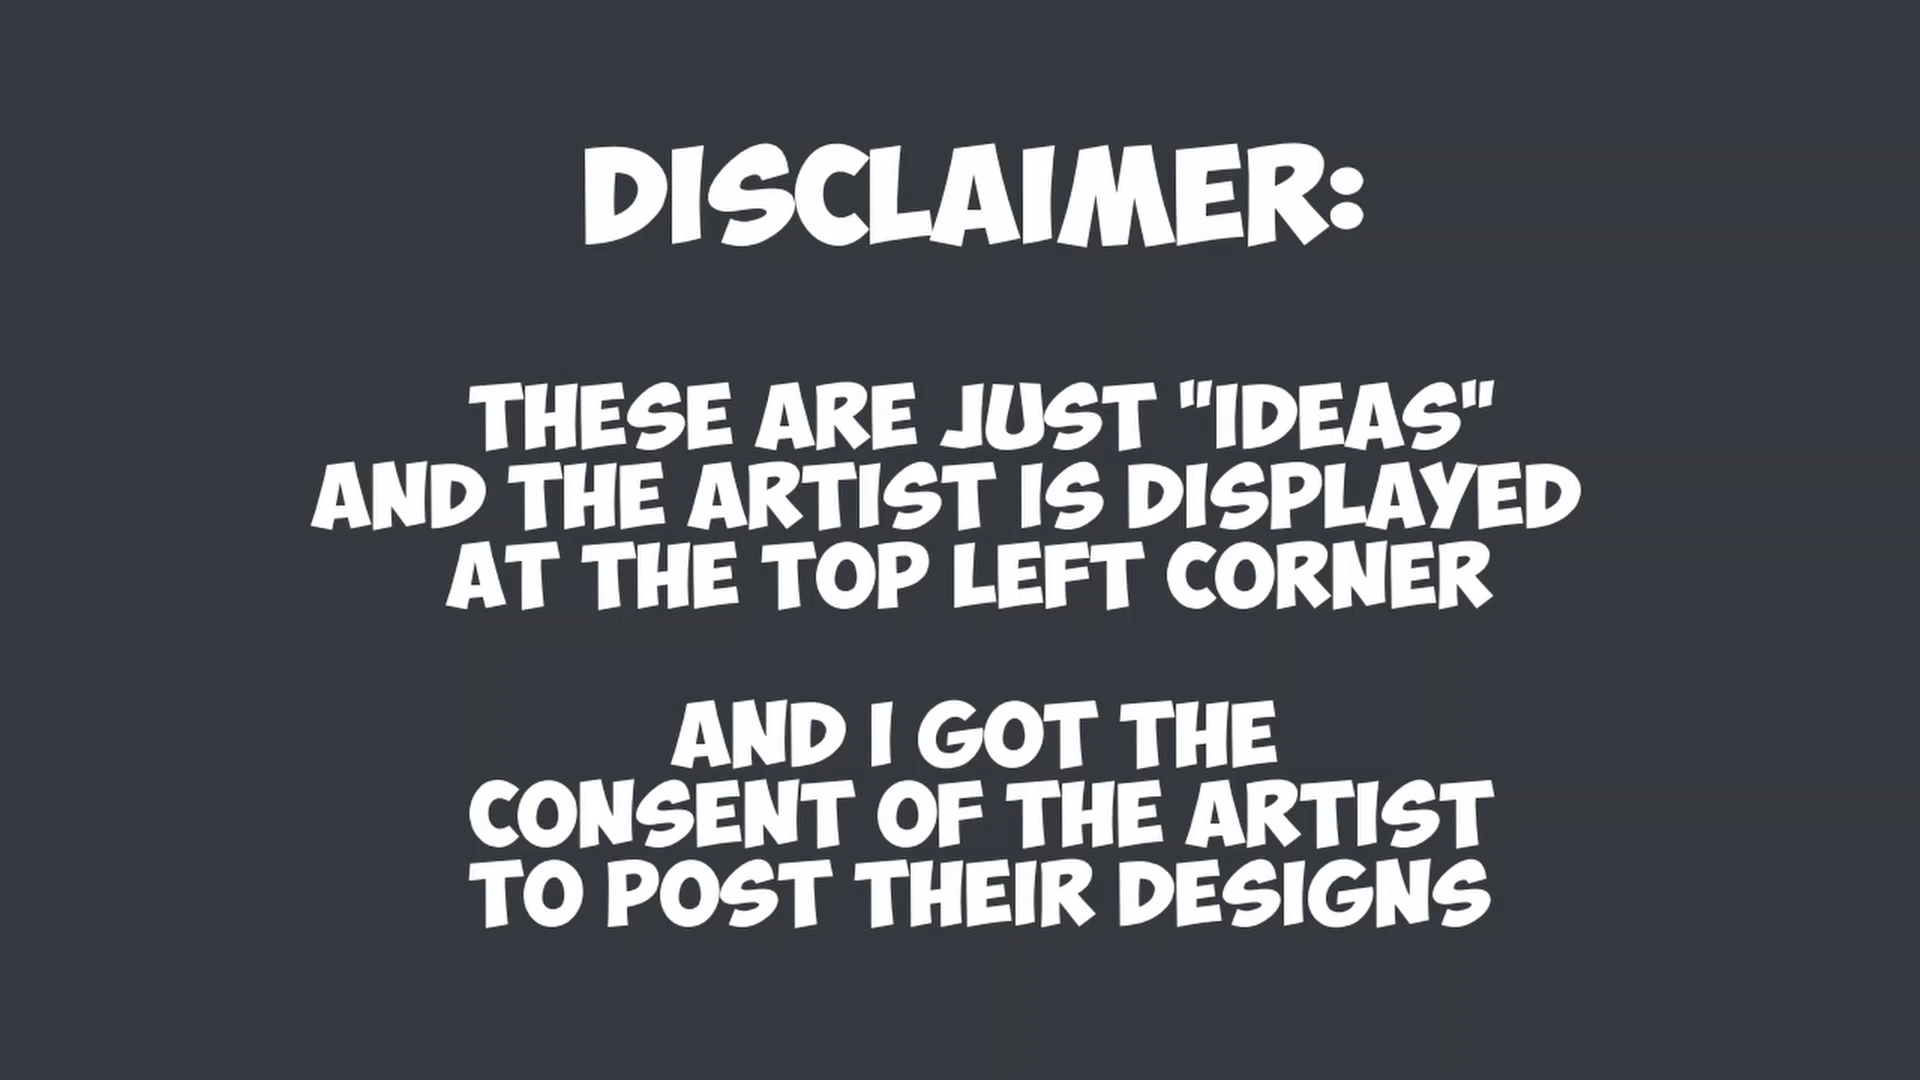 DISCLAIMER:
THESE ARE JUST "IDEAS"
AND THE ARTIST IS DISPLAYED
AT THE TOP LEFT CORNER
AND I GOT THE
CONSENT OF THE ARTIST
TO POST THEIR DESIGNS